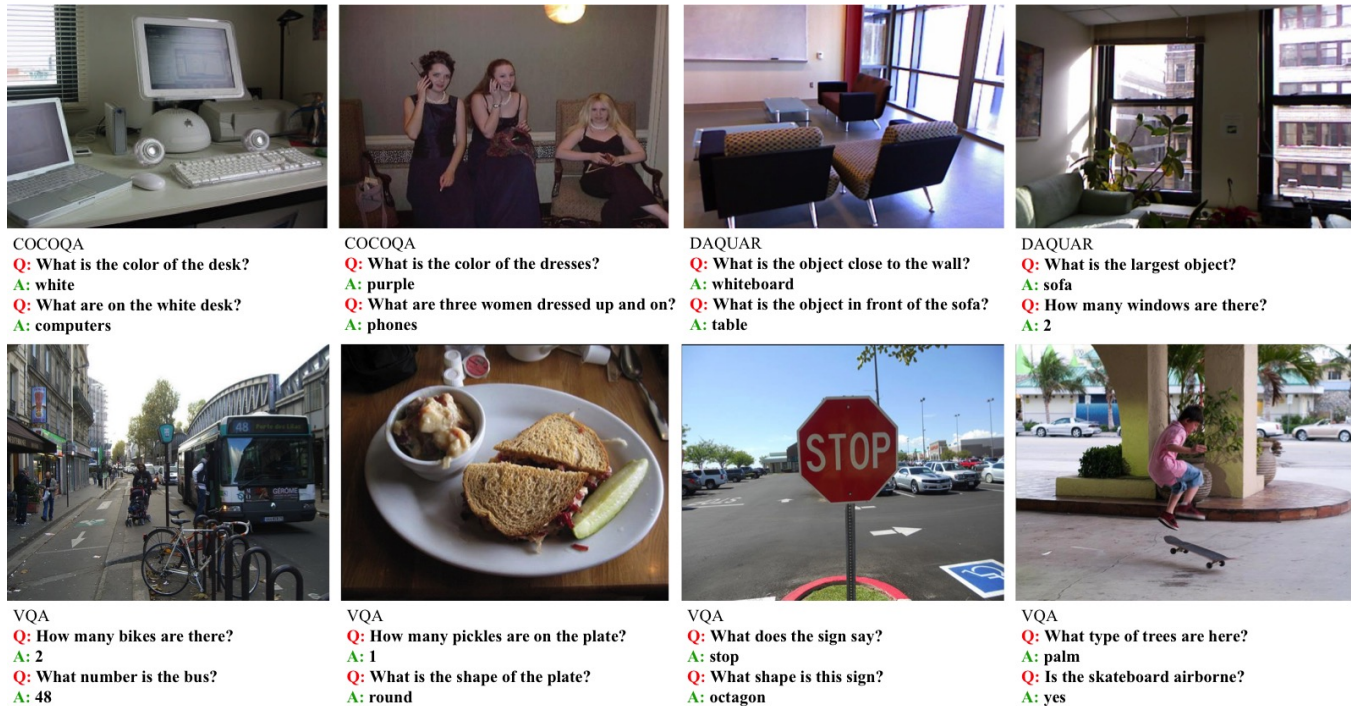 COCOQA
Q: What is the color of the desk?
A: white
Q: What are on the white desk?
A: computers
COCOQA
Q: What is the color of the dresses?
A: purple
Q: What are three women dressed up and on?
A: phones
DAQUAR
Q: What is the object close to the wall?
A: whiteboard
Q: What is the object in front of the sofa?
A: table
DAQUAR
Q: What is the largest object?
A: sofa
Q: How many windows are there?
A: 2
48
GÉRÔME
STOP
VQA
Q: How many bikes are there?
A: 2
Q: What number is the bus?
A: 48
VQA
Q: How many pickles are on the plate?
A: 1
Q: What is the shape of the plate?
A: round
VQA
Q: What does the sign say?
A: stop
Q: What shape is this sign?
A: octagon
VQA
Q: What type of trees are here?
A: palm
Q: Is the skateboard airborne?
A: yes